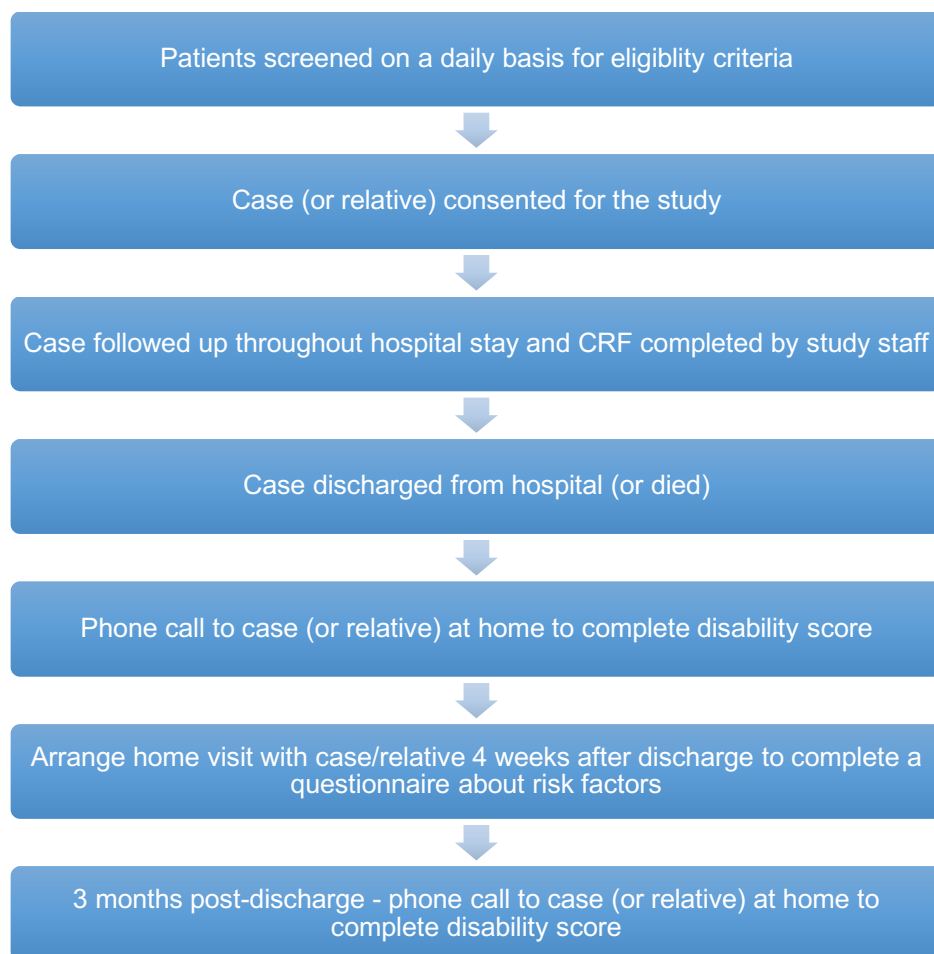 Patients screened on a daily basis for eligiblity criteria
Case (or relative) consented for the study
Case followed up throughout hospital stay and CRF completed by study staff
Case discharged from hospital (or died)
Phone call to case (or relative) at home to complete disability score
Arrange home visit with case/relative 4 weeks after discharge to complete a
questionnaire about risk factors
3 months post-discharge - phone call to case (or relative) at home to
complete disability score